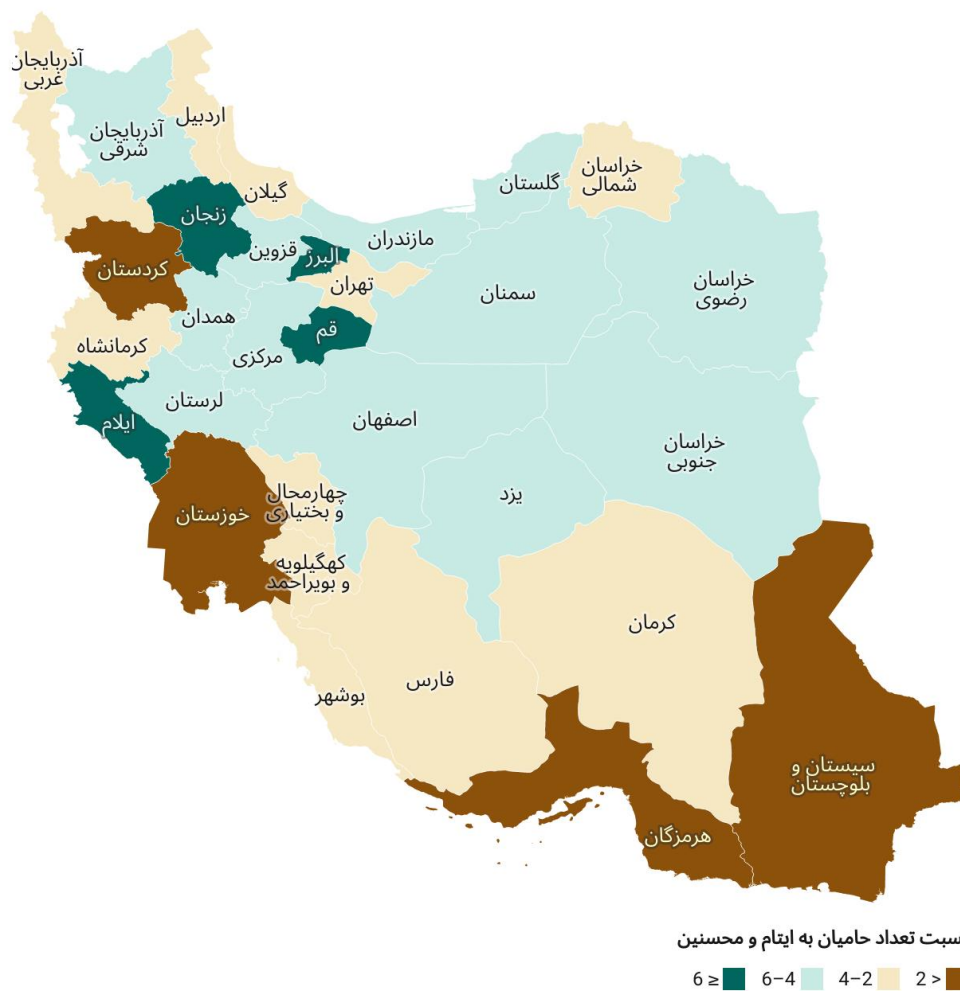 آذربایجان
غربی
آذربایجان
شرقی
اردبیل
گیلان
زنجان
کردستان
قزوین
البرز
مازندران
گلستان
خراسان
شمالی
تهران
سمنان
خراسان
رضوی
همدان
کرمانشاه
مرکزی
قم
ایلام
لرستان
اصفهان
خراسان
جنوبی
یزد
خوزستان
چهارمحال
و بختیاری
کهگیلویه
و بویراحمد
کرمان
فارس
بوشهر
سیستان و
بلوچستان
هرمزگان
سبت تعداد حامیان به ایتام و محسنین
2 > 4–2 6–4 6 ≤